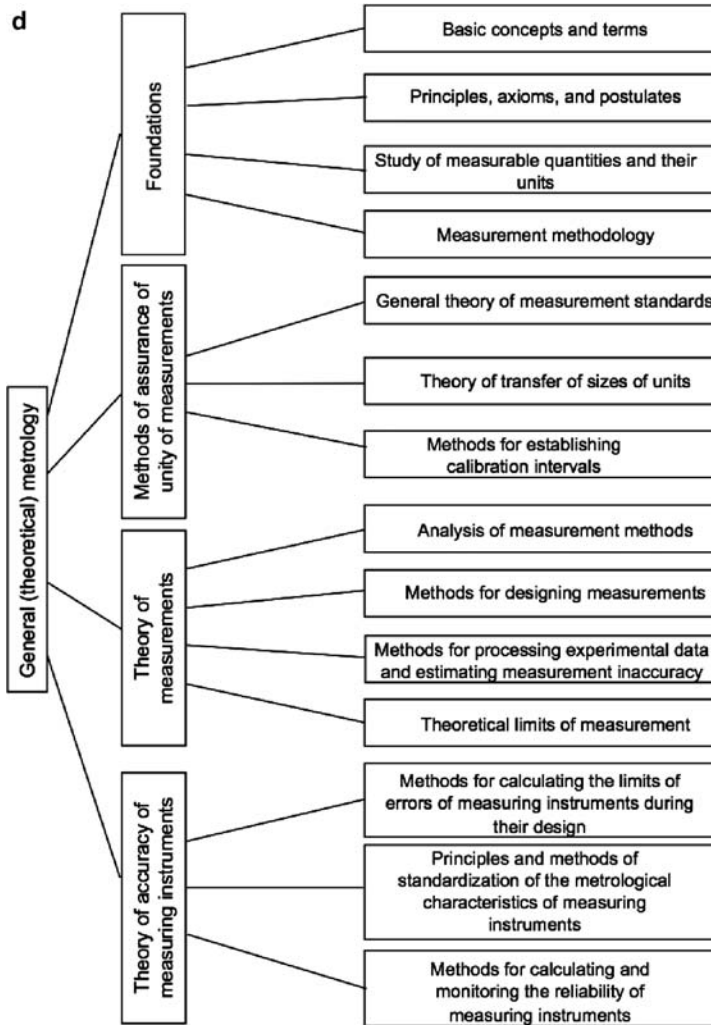 d
General (theoretical) metrology
Foundations
Basic concepts and terms
Principles, axioms, and postulates
Study of measurable quantities and their
units
Measurement methodology
Methods of assurance of
unity of measurements
General theory of measurement standards
Theory of transfer of sizes of units
Methods for establishing
calibration intervals
Theory of
measurements
Analysis of measurement methods
Methods for designing measurements
Methods for processing experimental data
and estimating measurement inaccuracy
Theoretical limits of measurement
Theory of accuracy of
measuring instruments
Methods for calculating the limits of
errors of measuring instruments during
their design
Principles and methods of
standardization of the metrological
characteristics of measuring
instruments
Methods for calculating and
monitoring the reliability of
measuring instruments